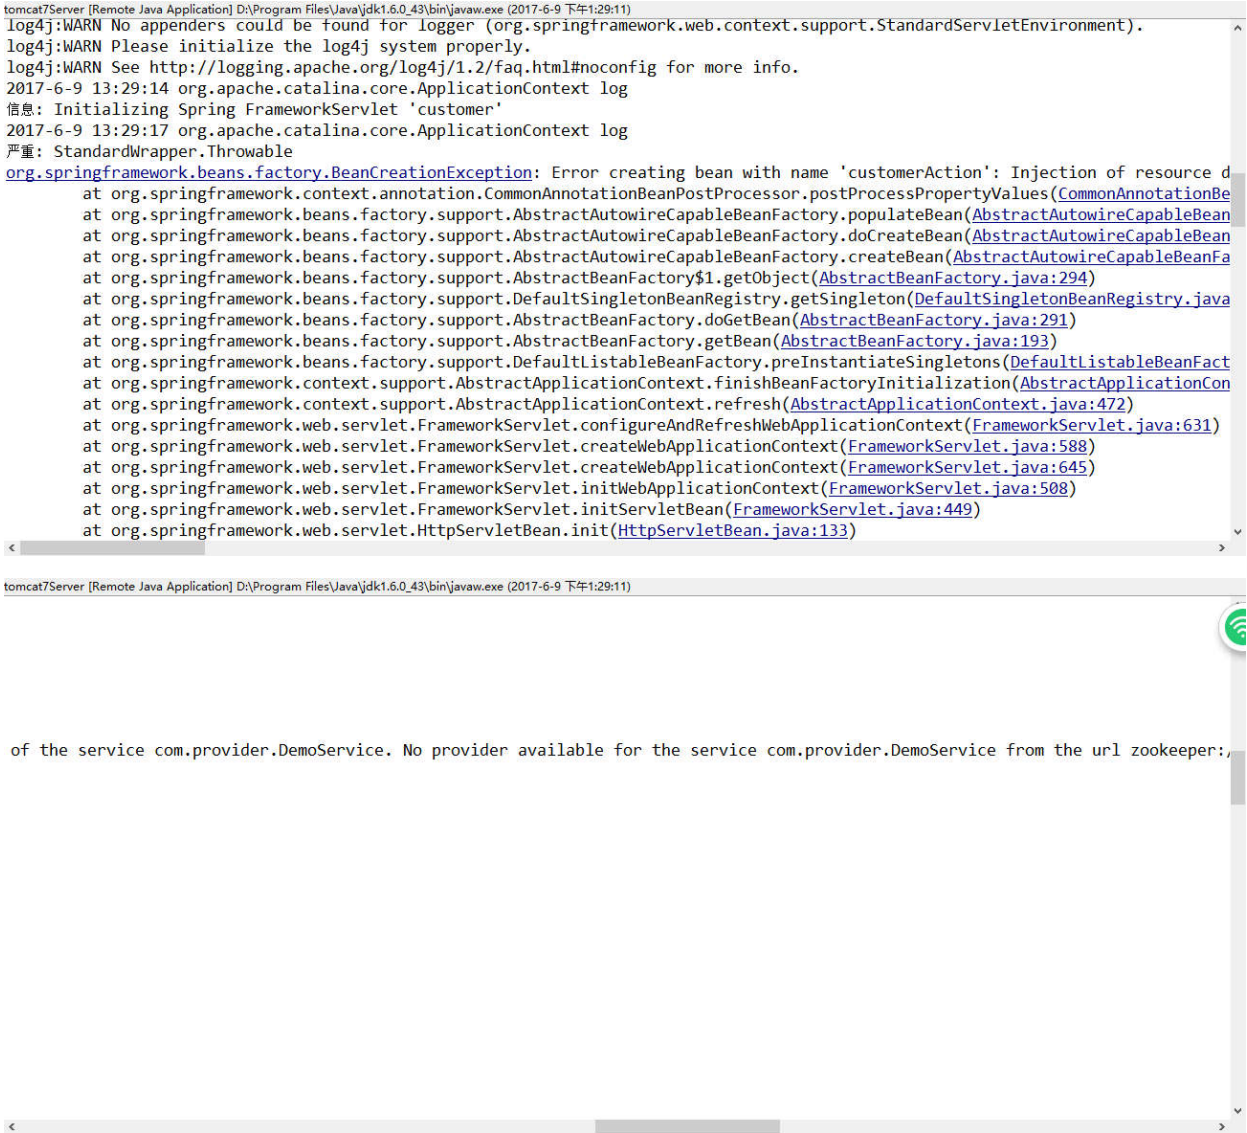 tomcat7Server [Remote Java Application] D:\Program Files\Java\jdk1.6.0_43\bin\javaw.exe (2017-6-9 下午1:29:11)
log4j:WARN No appenders could be found for logger (org.springframework.web.context.support.StandardServletEnvironment).
log4j:WARN Please initialize the log4j system properly.
log4j:WARN See http://logging.apache.org/log4j/1.2/faq.html#noconfig for more info.
2017-6-9 13:29:14 org.apache.catalina.core.ApplicationContext log
信息: Initializing Spring FrameworkServlet 'customer'
2017-6-9 13:29:17 org.apache.catalina.core.ApplicationContext log
严重: StandardWrapper.Throwable
org.springframework.beans.factory.BeanCreationException: Error creating bean with name 'customerAction': Injection of resource d
at org.springframework.context.annotation.CommonAnnotationBeanPostProcessor.postProcessPropertyValues(CommonAnnotationBe
at org.springframework.beans.factory.support.AbstractAutowireCapableBeanFactory.populateBean(AbstractAutowireCapableBean
at org.springframework.beans.factory.support.AbstractAutowireCapableBeanFactory.doCreateBean(AbstractAutowireCapableBean
at org.springframework.beans.factory.support.AbstractAutowireCapableBeanFactory.createBean(AbstractAutowireCapableBeanFa
at org.springframework.beans.factory.support.AbstractBeanFactory$1.getObject(AbstractBeanFactory.java:294)
at org.springframework.beans.factory.support.DefaultSingletonBeanRegistry.getSingleton(DefaultSingletonBeanRegistry.java
at org.springframework.beans.factory.support.AbstractBeanFactory.doGetBean(AbstractBeanFactory.java:291)
at org.springframework.beans.factory.support.AbstractBeanFactory.getBean(AbstractBeanFactory.java:193)
at org.springframework.beans.factory.support.DefaultListableBeanFactory.preInstantiateSingletons(DefaultListableBeanFact
at org.springframework.context.support.AbstractApplicationContext.finishBeanFactoryInitialization(AbstractApplicationCon
at org.springframework.context.support.AbstractApplicationContext.refresh(AbstractApplicationContext.java:472)
at org.springframework.web.servlet.FrameworkServlet.configureAndRefreshWebApplicationContext(FrameworkServlet.java:631)
at org.springframework.web.servlet.FrameworkServlet.createWebApplicationContext(FrameworkServlet.java:588)
at org.springframework.web.servlet.FrameworkServlet.createWebApplicationContext(FrameworkServlet.java:645)
at org.springframework.web.servlet.FrameworkServlet.initWebApplicationContext(FrameworkServlet.java:508)
at org.springframework.web.servlet.FrameworkServlet.initServletBean(FrameworkServlet.java:449)
at org.springframework.web.servlet.HttpServletBean.init(HttpServletBean.java:133)
tomcat7Server [Remote Java Application] D:\Program Files\Java\jdk1.6.0_43\bin\javaw.exe (2017-6-9 下午1:29:11)
of the service com.provider.DemoService. No provider available for the service com.provider.DemoService from the url zookeeper:/